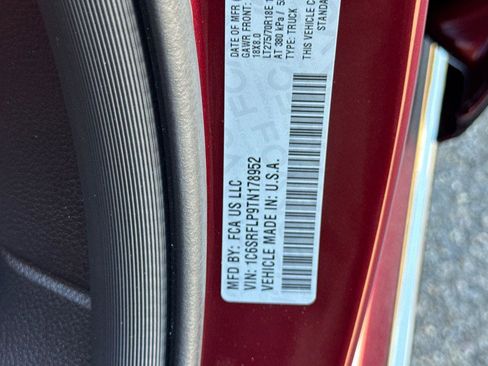 MFD BY: FCA US LLC
DATE OF MFR
VIN: 1C6SRFLP9TN178952
GAWR FRONT:
VEHICLE MADE IN: U.S.A.
18X8.0
LT275/70R18E
AT 380 kPa /
TYPE: TRUCK
THIS VEHICLE
STANDA